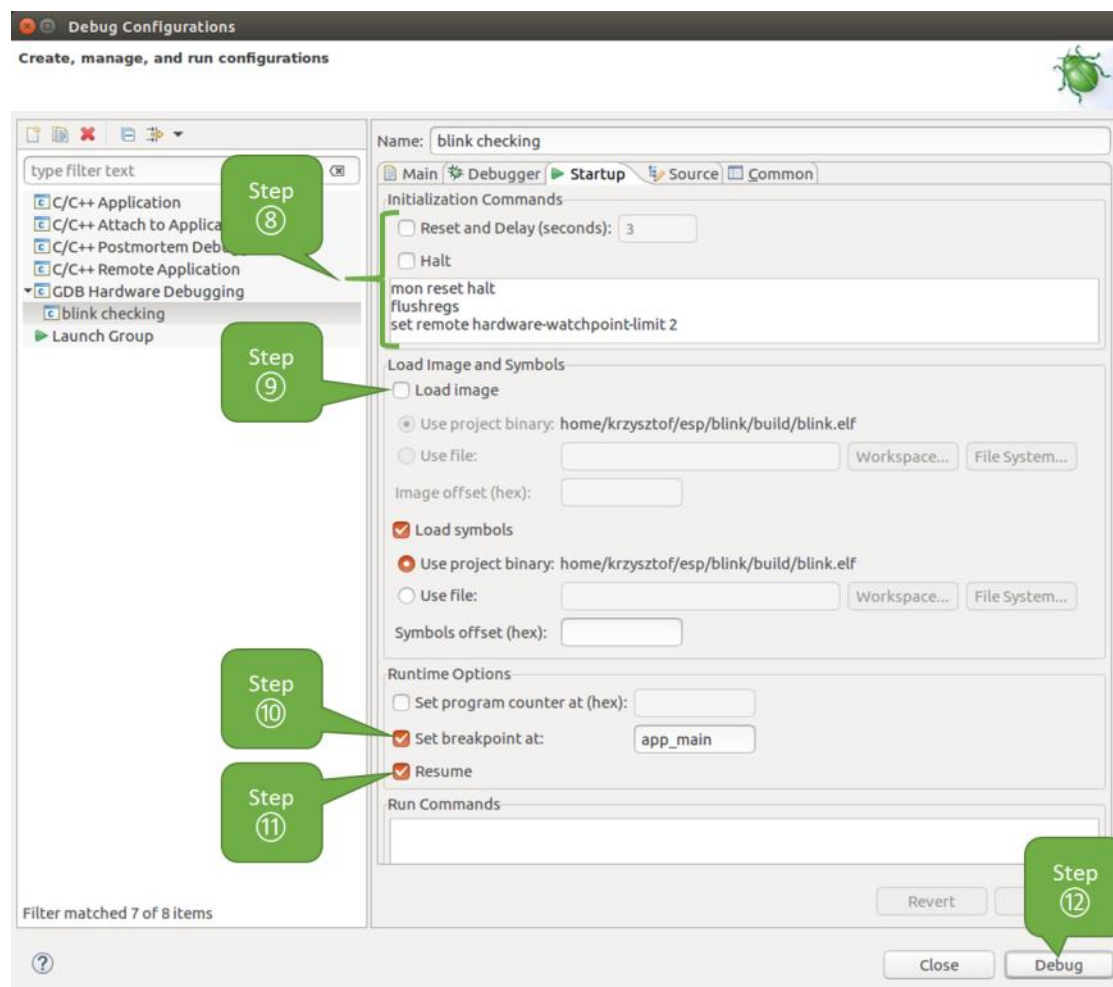 Debug Configurations
Create, manage, and run configurations
type filter text
C/C++ Application
C/C++ Attach to Applica
C/C++ Postmortem Deb
C/C++ Remote Application
GDB Hardware Debugging
blink checking
Launch Group
Filter matched 7 of 8 items
Step
⑧
Step
⑨
Step
⑩
Step
⑪
Name: blink checking
Main Debugger Startup Source Common
Initialization Commands
Reset and Delay (seconds): 3
Halt
mon reset halt
flushregs
set remote hardware-watchpoint-limit 2
Load Image and Symbols
Load image
Use project binary: home/krzysztof/esp/blink/build/blink.elf
Use file: Workspace... File System...
Image offset (hex):
Load symbols
Use project binary: home/krzysztof/esp/blink/build/blink.elf
Use file: Workspace... File System...
Symbols offset (hex):
Runtime Options
Set program counter at (hex):
Set breakpoint at: app_main
Resume
Run Commands
Revert
Step
⑫
Close Debug